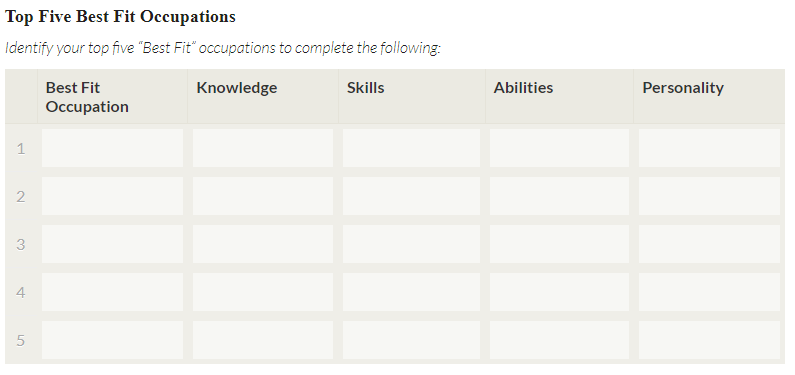 Top Five Best Fit Occupations
Identify your top five “Best Fit” occupations to complete the following:
Best Fit Occupation Knowledge Skills Abilities Personality
1
2
3
4
5